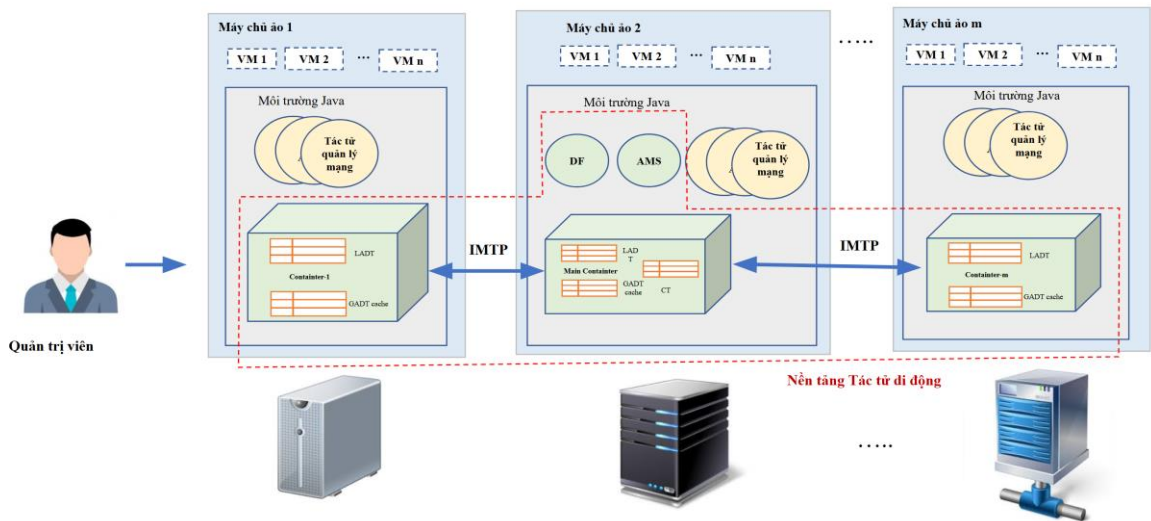 Máy chủ ảo 1
VM 1 VM 2 ... VM n
Môi trường Java
Tác tử
quản lý
mạng
LADT
Containter-1
GADT cache
Máy chủ ảo 2
VM 1 VM 2 ... VM n
Môi trường Java
DF
AMS
Tác tử
quản lý
mạng
LAD
T
Main Containter
GADT
cache
CT
.....
Máy chủ ảo m
VM 1 VM 2 ... VM n
Môi trường Java
Tác tử
quản lý
mạng
LADT
Containter-m
GADT cache
IMTP
IMTP
Quản trị viên
Nền tảng Tác tử di động
.....